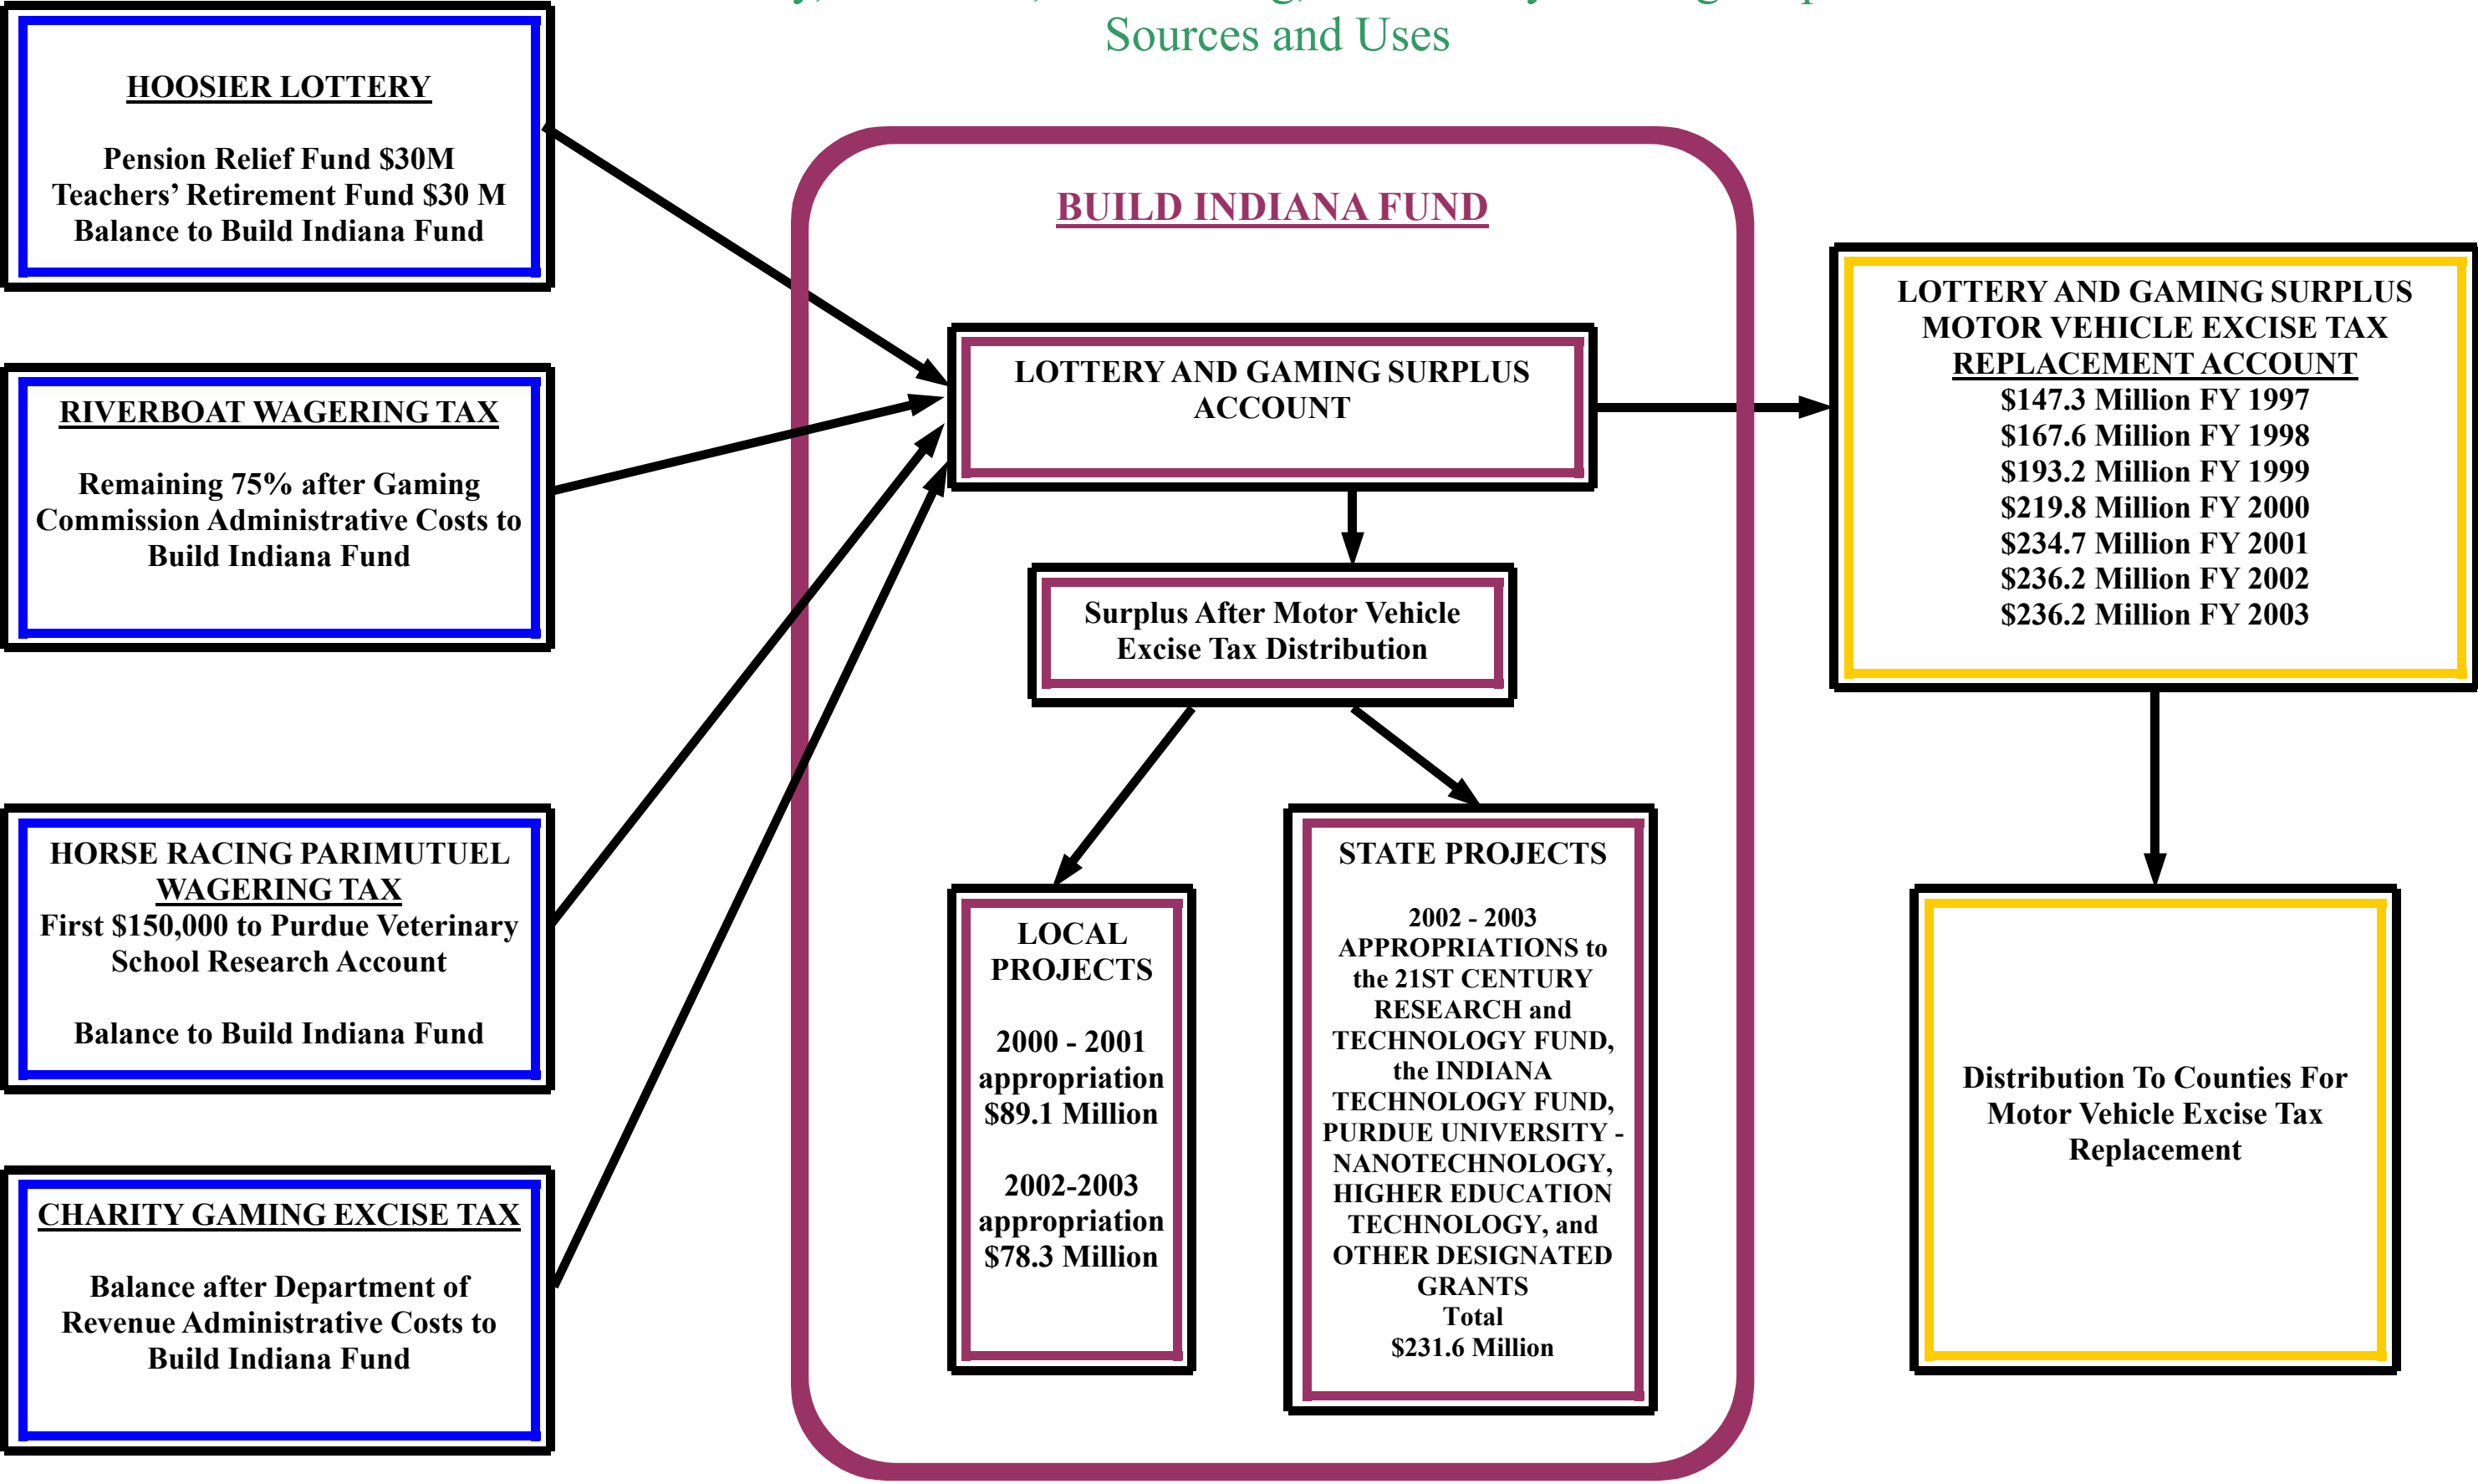 Sources and Uses
HOOSIER LOTTERY
Pension Relief Fund $30M
Teachers’ Retirement Fund $30 M
Balance to Build Indiana Fund
RIVERBOAT WAGERING TAX
Remaining 75% after Gaming
Commission Administrative Costs to
Build Indiana Fund
HORSE RACING PARIMUTUEL
WAGERING TAX
First $150,000 to Purdue Veterinary
School Research Account
Balance to Build Indiana Fund
CHARITY GAMING EXCISE TAX
Balance after Department of
Revenue Administrative Costs to
Build Indiana Fund
BUILD INDIANA FUND
LOTTERY AND GAMING SURPLUS
ACCOUNT
Surplus After Motor Vehicle
Excise Tax Distribution
LOCAL
PROJECTS
2000 - 2001
appropriation
$89.1 Million
2002-2003
appropriation
$78.3 Million
STATE PROJECTS
2002 - 2003
APPROPRIATIONS to
the 21ST CENTURY
RESEARCH and
TECHNOLOGY FUND,
the INDIANA
TECHNOLOGY FUND,
PURDUE UNIVERSITY -
NANOTECHNOLOGY,
HIGHER EDUCATION
TECHNOLOGY, and
OTHER DESIGNATED
GRANTS
Total
$231.6 Million
LOTTERY AND GAMING SURPLUS
MOTOR VEHICLE EXCISE TAX
REPLACEMENT ACCOUNT
$147.3 Million FY 1997
$167.6 Million FY 1998
$193.2 Million FY 1999
$219.8 Million FY 2000
$234.7 Million FY 2001
$236.2 Million FY 2002
$236.2 Million FY 2003
Distribution To Counties For
Motor Vehicle Excise Tax
Replacement